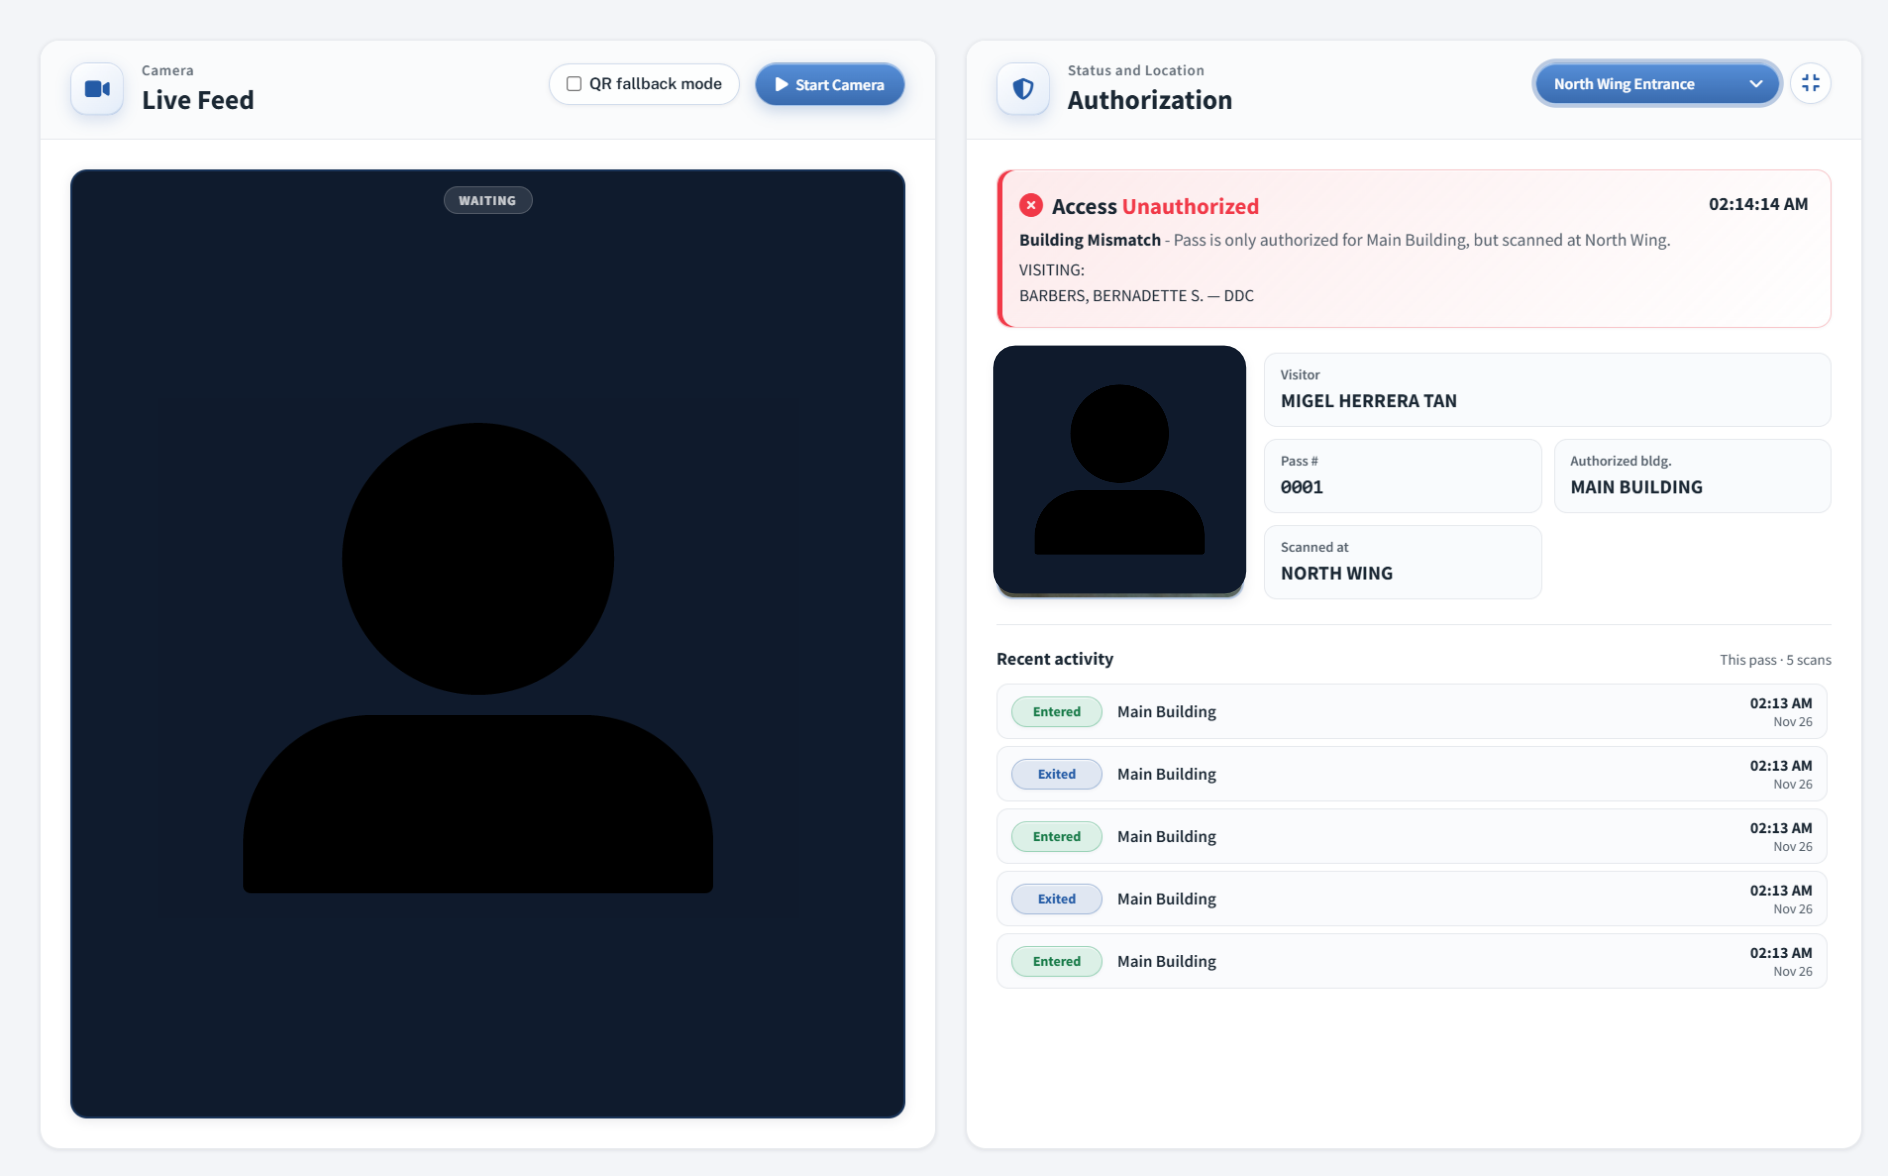 Camera
Live Feed
QR fallback mode
Start Camera
WAITING
Status and Location
Authorization
North Wing Entrance
Access Unauthorized
02:14:14 AM
Building Mismatch - Pass is only authorized for Main Building, but scanned at North Wing.
VISITING:
BARBERS, BERNADETTE S. — DDC
Visitor
MIGEL HERRERA TAN
Pass #
0001
Authorized bldg.
MAIN BUILDING
Scanned at
NORTH WING
Recent activity
This pass · 5 scans
Entered
Main Building
02:13 AM
Nov 26
Exited
Main Building
02:13 AM
Nov 26
Entered
Main Building
02:13 AM
Nov 26
Exited
Main Building
02:13 AM
Nov 26
Entered
Main Building
02:13 AM
Nov 26